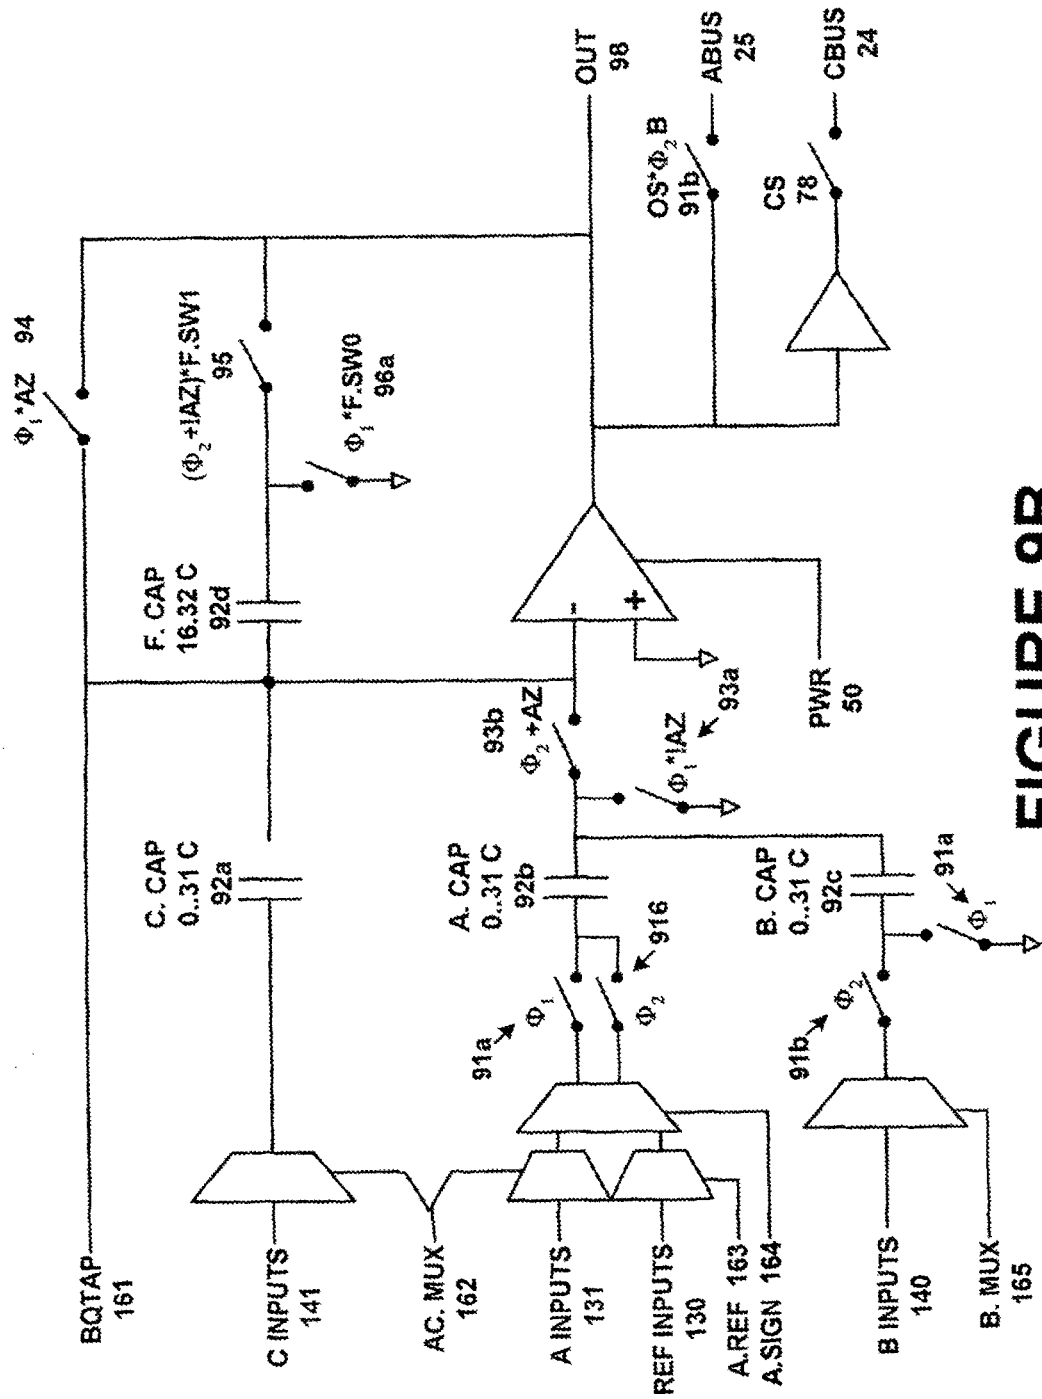 BQTAP
161
C INPUTS
141
AC. MUX
162
A INPUTS
131
REF INPUTS
130
A.REF 163
A.SIGN 164
B INPUTS
140
B. MUX
165
C. CAP
0..31 C
92a
A. CAP
0..31 C
92b
B. CAP
0..31 C
92c
F. CAP
16.32 C
92d
91a
Φ1
Φ2
916
91b
Φ2
Φ1
91a
93b
Φ2 +AZ
Φ1*!AZ
93a
-
+
PWR
50
Φ1*AZ 94
(Φ2 +!AZ)*F.SW1
95
Φ1 *F.SW0
96a
OS*Φ2 B
91b
CS
78
OUT
98
ABUS
25
CBUS
24
FIGURE 9B